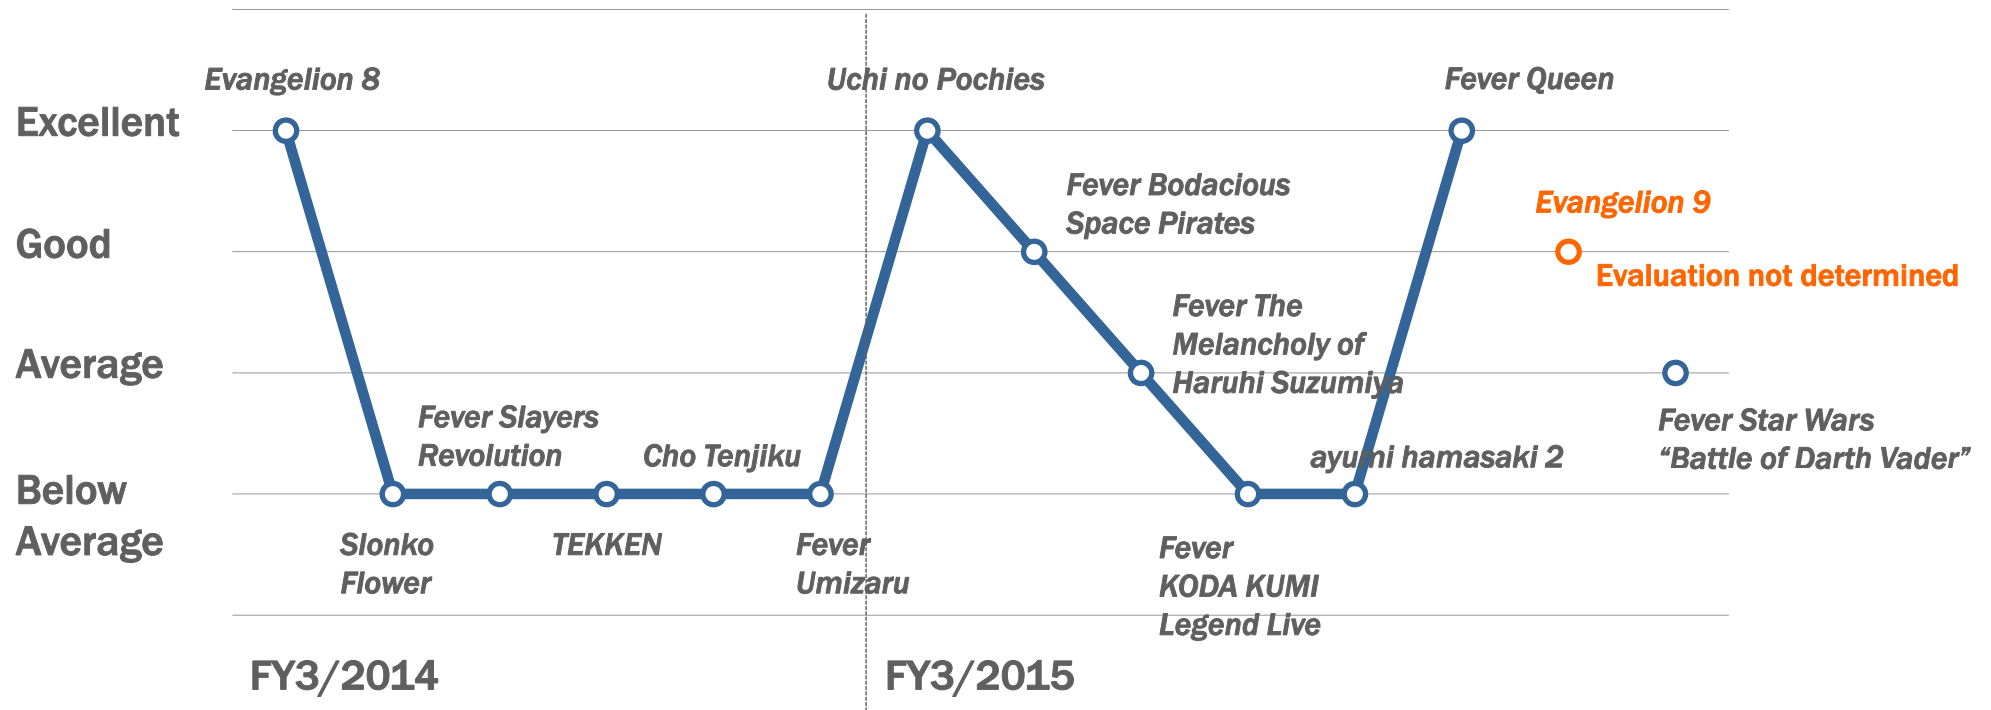 Evangelion 8
Uchi no Pochies
Fever Queen
Excellent
Fever Bodacious
Space Pirates
Evangelion 9
Good
Evaluation not determined
Fever The
Melancholy of
Haruhi Suzumiya
Average
Fever Slayers
Revolution
Cho Tenjiku
ayumi hamasaki 2
Fever Star Wars
“Battle of Darth Vader”
Below
Average
Slonko
Flower
TEKKEN
Fever
Umizaru
Fever
KODA KUMI
Legend Live
FY3/2014
FY3/2015